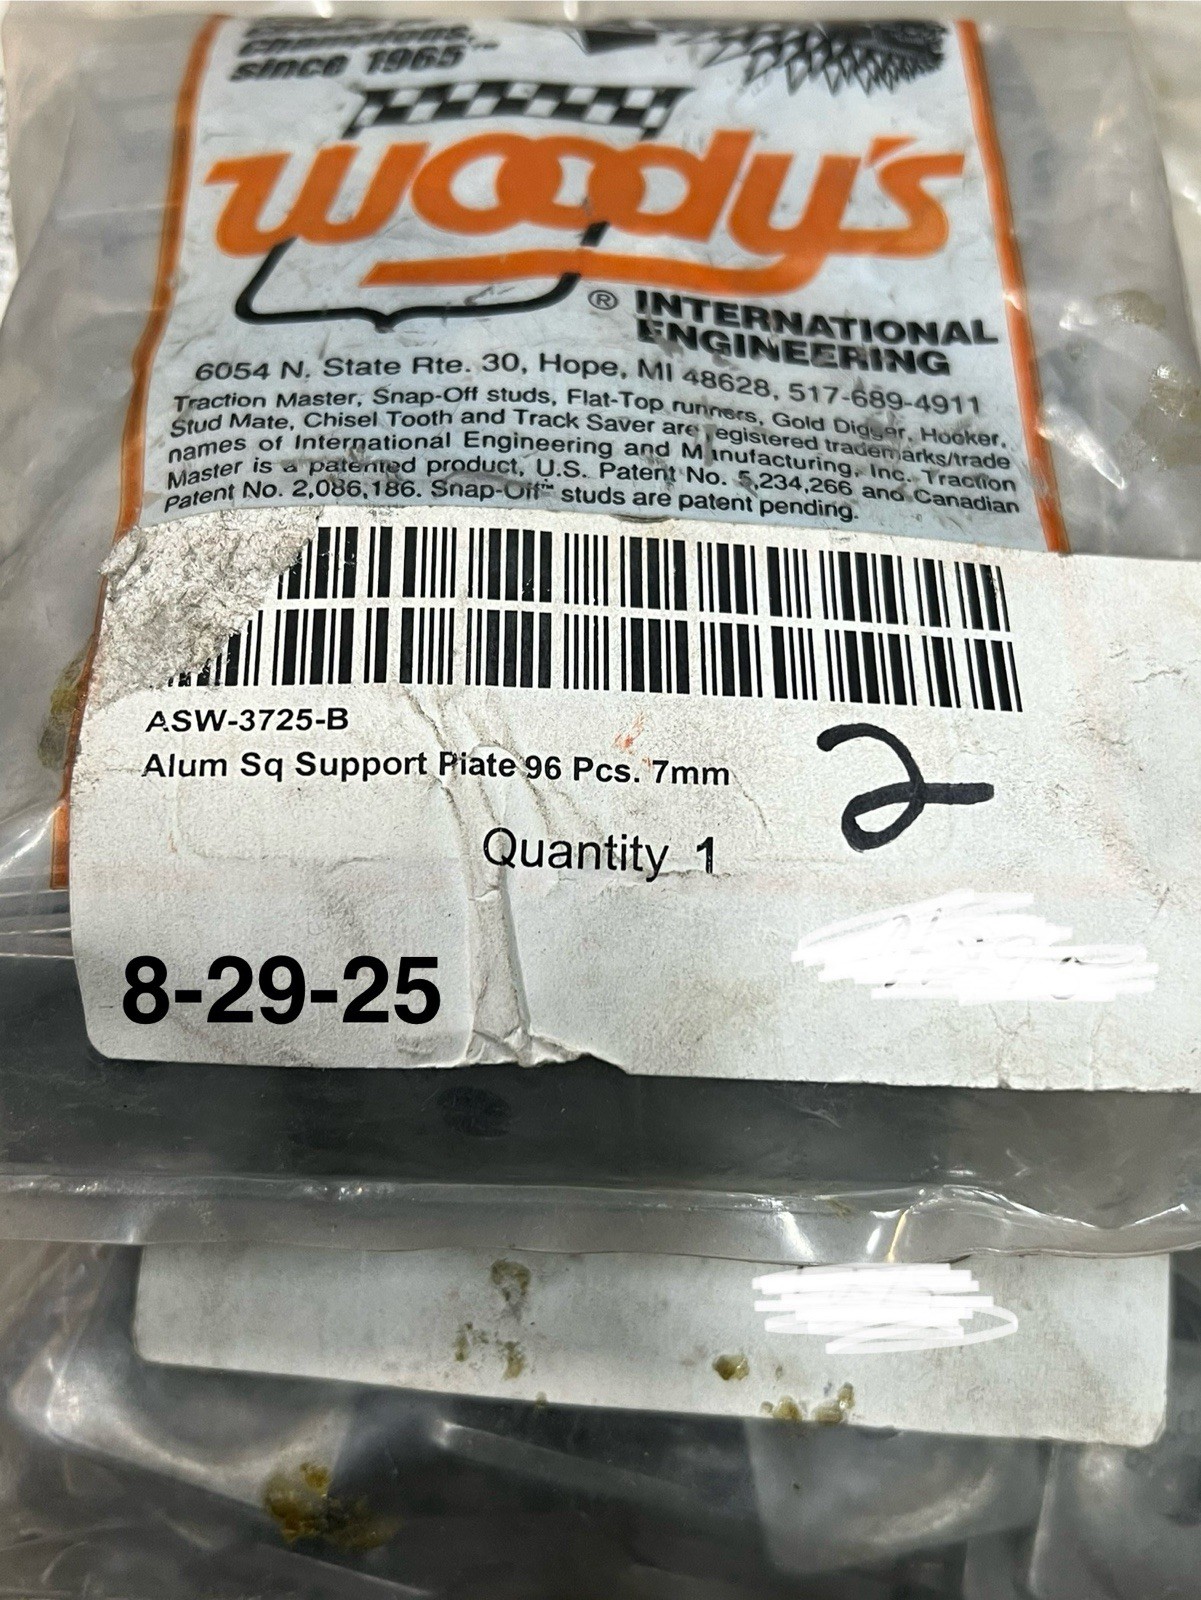 Champions,
since 1965™
woody's
® INTERNATIONAL
ENGINEERING
6054 N. State Rte. 30, Hope, MI 48628, 517-689-4911
Traction Master, Snap-Off studs, Flat-Top runners, Gold Digger, Hooker,
Stud Mate, Chisel Tooth and Track Saver are registered trademarks/trade
names of International Engineering and Manufacturing, Inc. Traction
Master is a patented product, U.S. Patent No. 5,234,266 and Canadian
Patent No. 2,086,186. Snap-Off™ studs are patent pending.
ASW-3725-B
Alum Sq Support Plate 96 Pcs. 7mm
2
Quantity 1
8-29-25